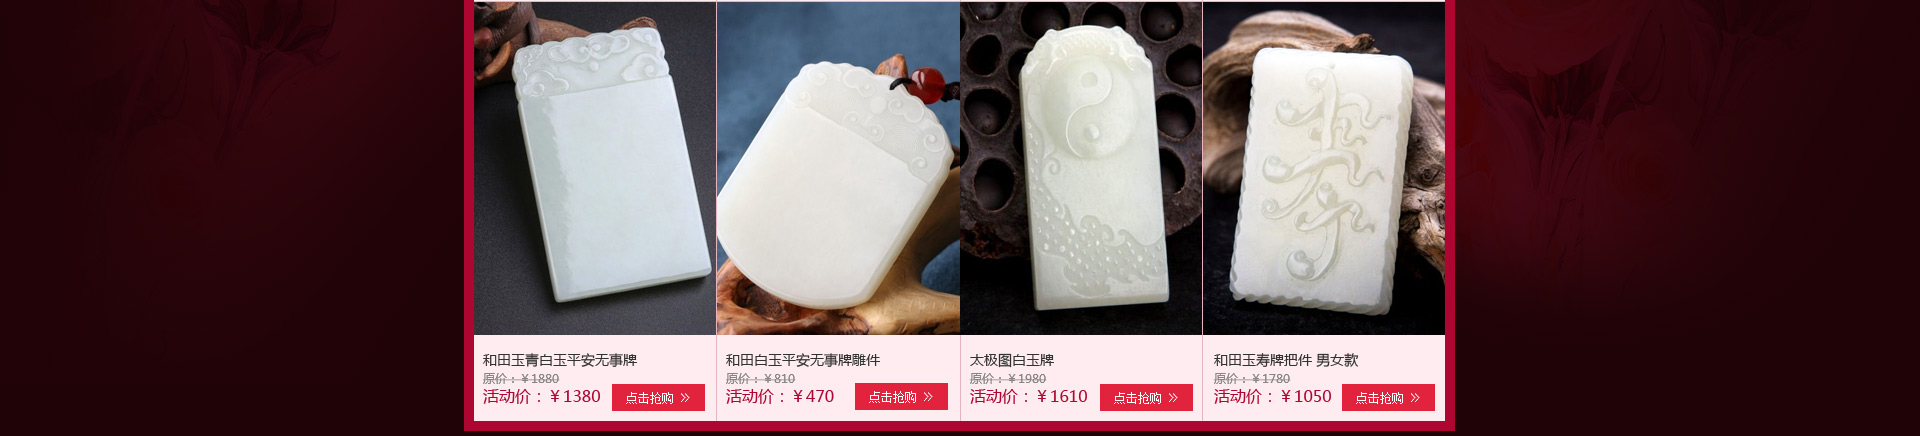 和田玉青白玉平安无事牌
原价：￥1880
活动价：￥1380
点击抢购
和田白玉平安无事牌雕件
原价：￥810
活动价：￥470
点击抢购
太极图白玉牌
原价：￥1980
活动价：￥1610
点击抢购
和田玉寿牌把件 男女款
原价：￥1780
活动价：￥1050
点击抢购